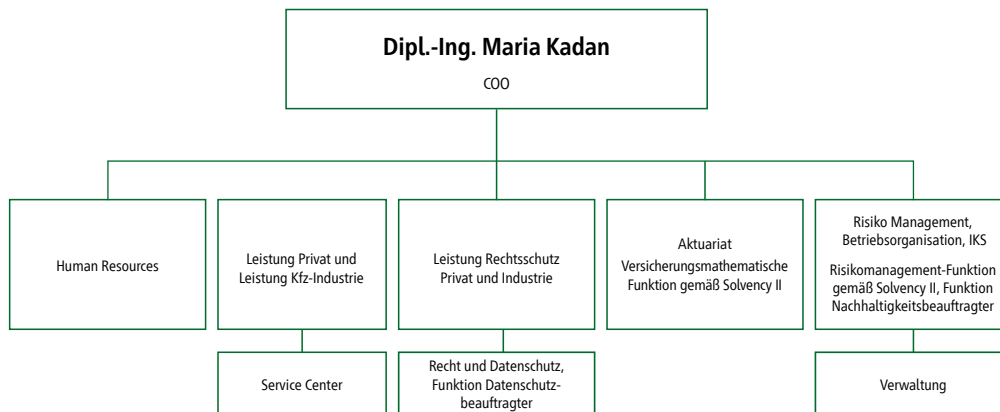 Dipl.-Ing. Maria Kadan
COO
Human Resources
Leistung Privat und
Leistung Kfz-Industrie
Leistung Rechtsschutz
Privat und Industrie
Aktuariat
Versicherungsmathematische
Funktion gemäß Solvency II
Risiko Management,
Betriebsorganisation, IKS
Risikomanagement-Funktion
gemäß Solvency II, Funktion
Nachhaltigkeitsbeauftragter
Service Center
Recht und Datenschutz,
Funktion Datenschutz-
beauftragter
Verwaltung